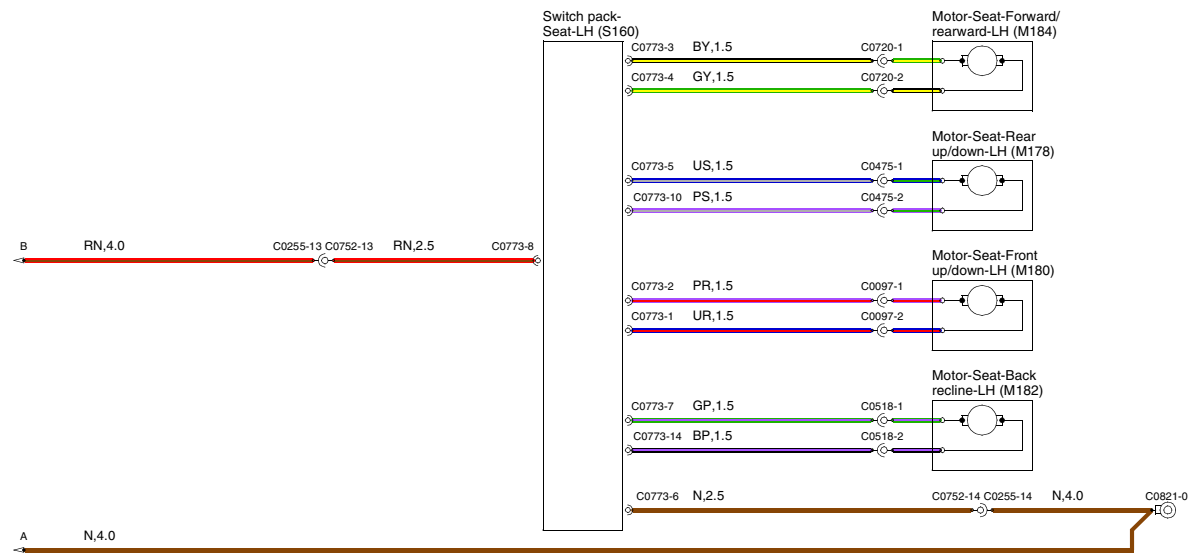 Switch pack-
Seat-LH (S160)
Motor-Seat-Forward/
rearward-LH (M184)
C0773-3 BY,1.5 C0720-1
C0773-4 GY,1.5 C0720-2
Motor-Seat-Rear
up/down-LH (M178)
C0773-5 US,1.5 C0475-1
C0773-10 PS,1.5 C0475-2
B RN,4.0 C0255-13 C0752-13 RN,2.5 C0773-8
Motor-Seat-Front
up/down-LH (M180)
C0773-2 PR,1.5 C0097-1
C0773-1 UR,1.5 C0097-2
Motor-Seat-Back
recline-LH (M182)
C0773-7 GP,1.5 C0518-1
C0773-14 BP,1.5 C0518-2
C0773-6 N,2.5 C0752-14 C0255-14 N,4.0 C0821-0
A N,4.0